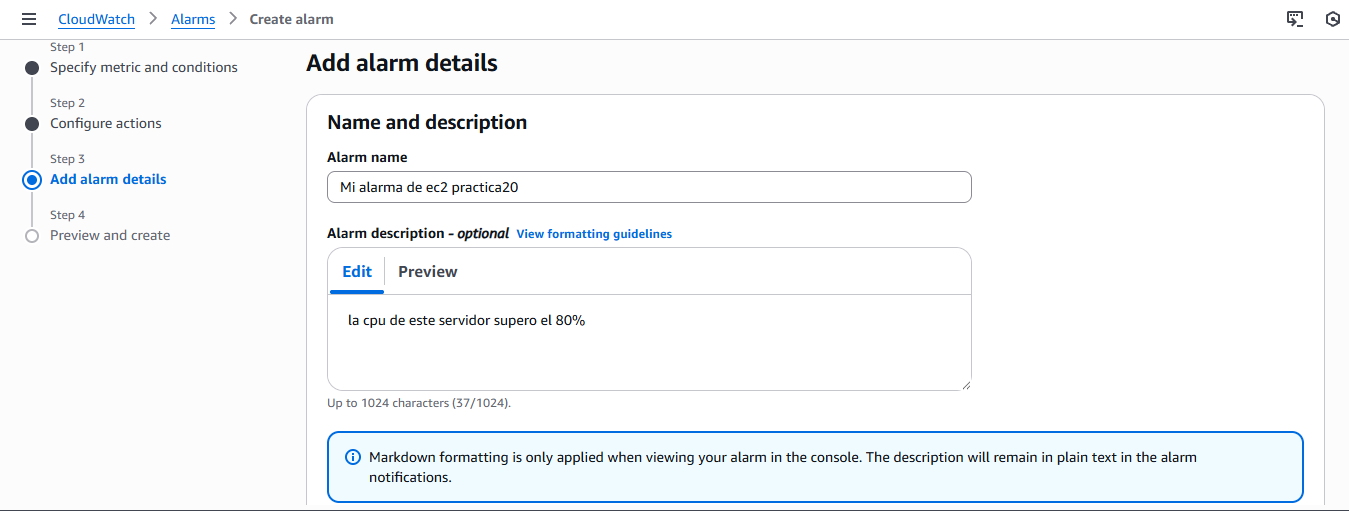 CloudWatch > Alarms > Create alarm
Step 1
Specify metric and conditions
Step 2
Configure actions
Step 3
Add alarm details
Step 4
Preview and create
Add alarm details
Name and description
Alarm name
Mi alarma de ec2 practica20
Alarm description - optional View formatting guidelines
Edit Preview
la cpu de este servidor supero el 80%
Up to 1024 characters (37/1024).
Markdown formatting is only applied when viewing your alarm in the console. The description will remain in plain text in the alarm
notifications.